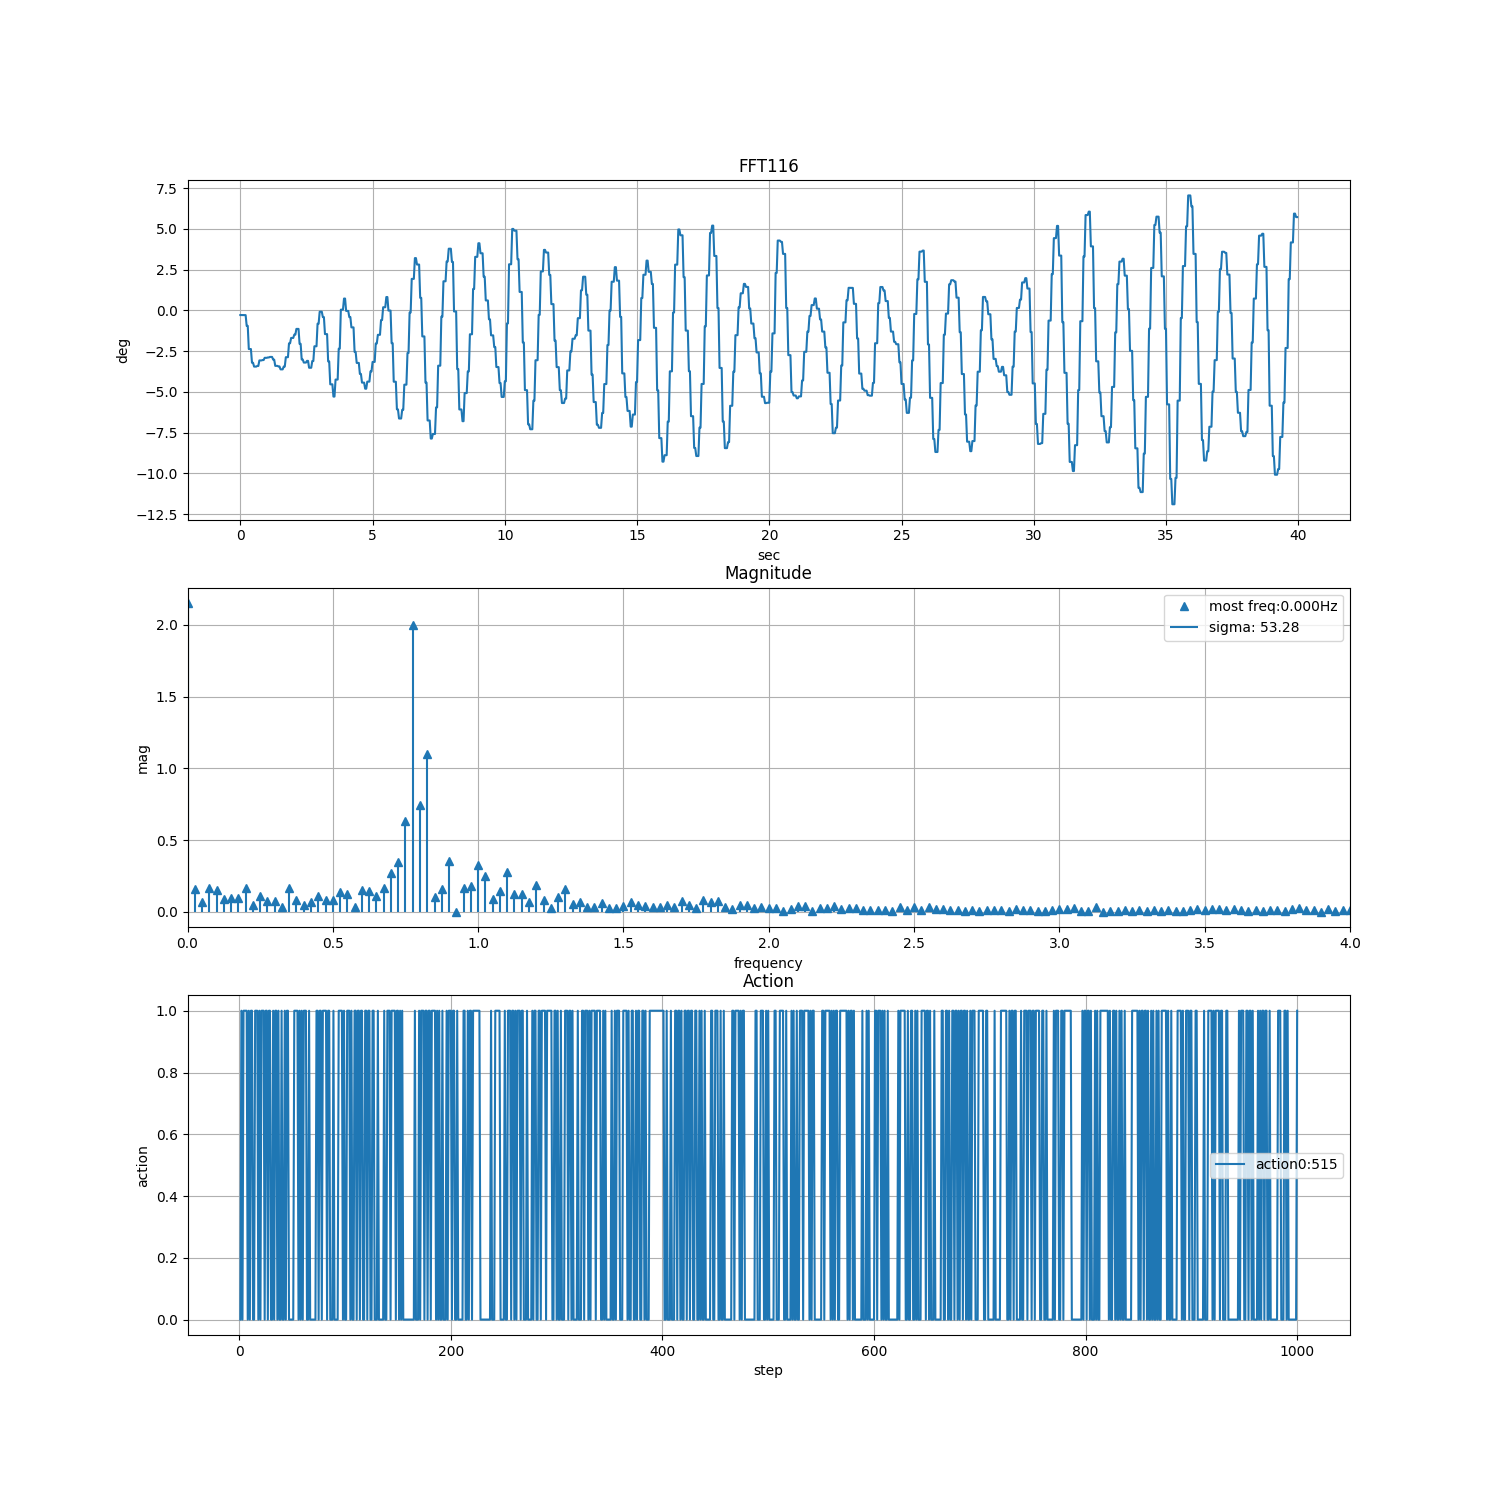 FFT116
7.5
5.0
2.5
0.0
−2.5
−5.0
−7.5
−10.0
−12.5
deg
0 5 10 15 20 25 30 35 40
sec
Magnitude
most freq:0.000Hz
sigma: 53.28
2.0
1.5
1.0
0.5
0.0
mag
0.0 0.5 1.0 1.5 2.0 2.5 3.0 3.5 4.0
frequency
Action
1.0
0.8
0.6
0.4
0.2
0.0
action
action0:515
0 200 400 600 800 1000
step